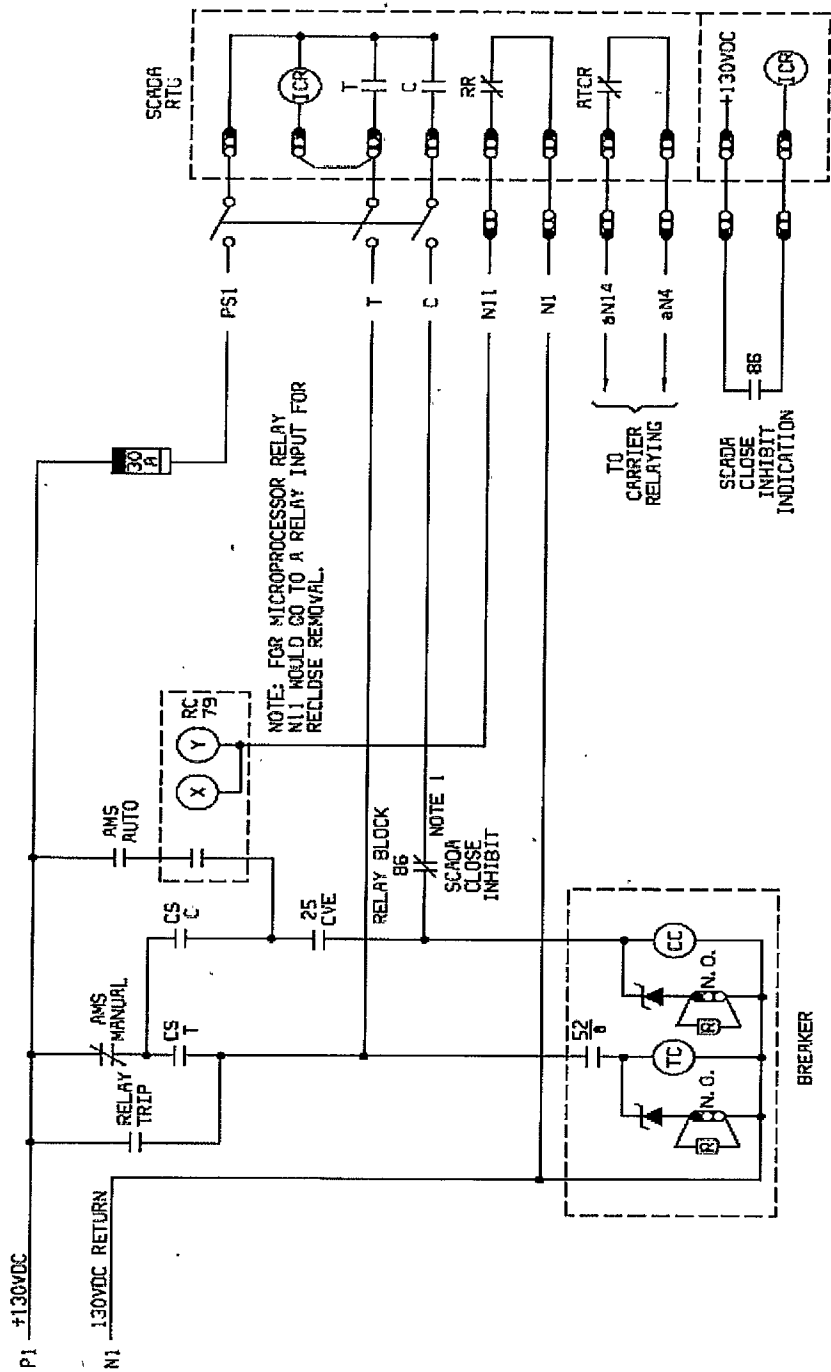 P1 +130VDC
N1 130VDC RETURN
RELAY
TRIP
AMS
MANUAL
CS
T
CS
C
AMS
AUTO
RC
79
X
Y
25
CVE
RELAY BLOCK
86
NOTE 1
SCADA
CLOSE
INHIBIT
NOTE: FOR MICROPROCESSOR RELAY
N11 WOULD GO TO A RELAY INPUT FOR
RECLOSE REMOVAL.
30
A
PS1
T
C
N11
N1
aN14
aN4
TO
CARRIER
RELAYING
SCADA
CLOSE
INHIBIT
INDICATION
86
SCADA
RTG
ICR
T
C
RR
RTCR
+130VDC
ICR
52
a
TC
N.O.
R
CC
N.O.
R
BREAKER